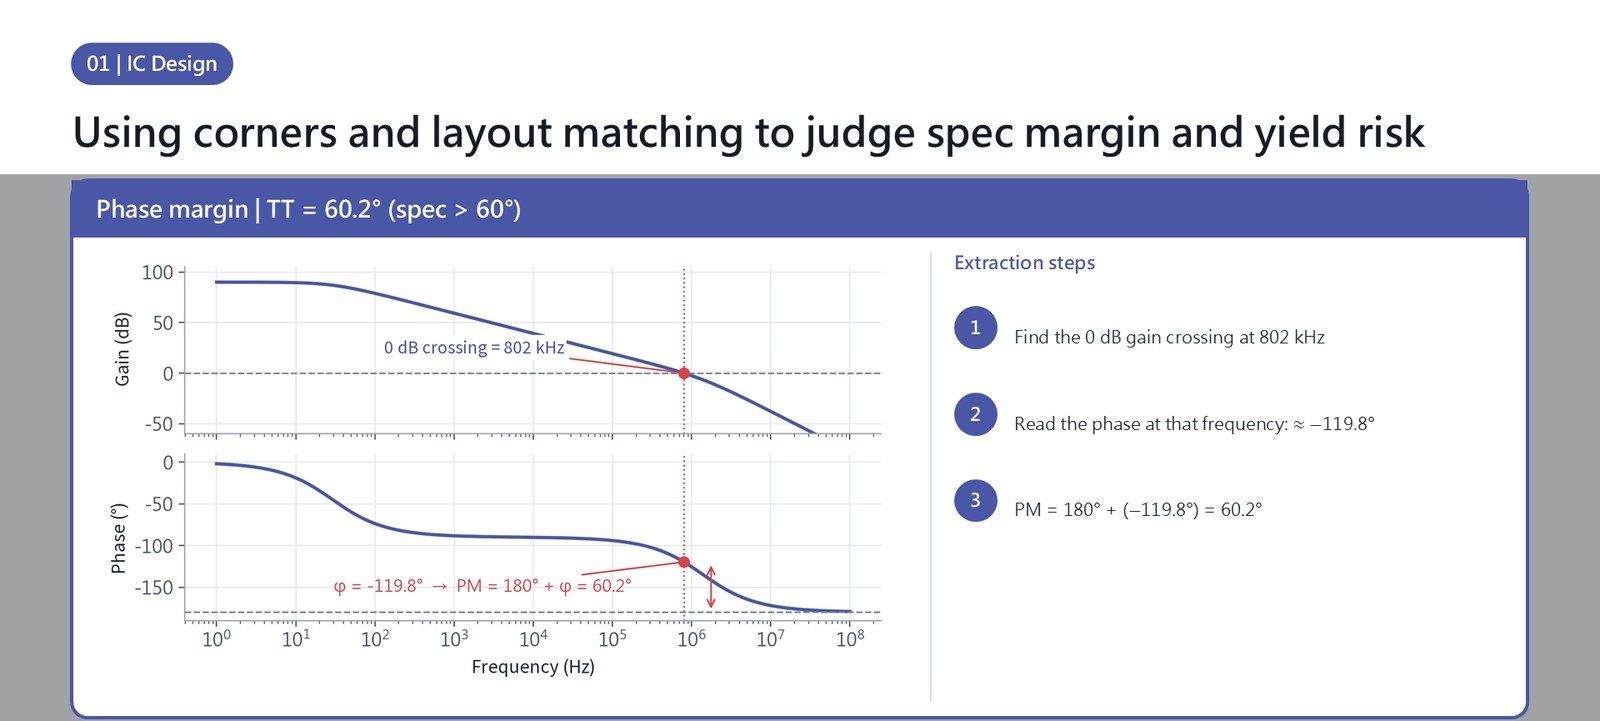 01 | IC Design
Using corners and layout matching to judge spec margin and yield risk
Phase margin | TT = 60.2° (spec > 60°)
Gain (dB)
100
50
0
-50
0 dB crossing = 802 kHz
Phase (°)
0
-50
-100
-150
φ = -119.8° → PM = 180° + φ = 60.2°
10⁰ 10¹ 10² 10³ 10⁴ 10⁵ 10⁶ 10⁷ 10⁸
Frequency (Hz)
Extraction steps
1 Find the 0 dB gain crossing at 802 kHz
2 Read the phase at that frequency: ≈ −119.8°
3 PM = 180° + (−119.8°) = 60.2°